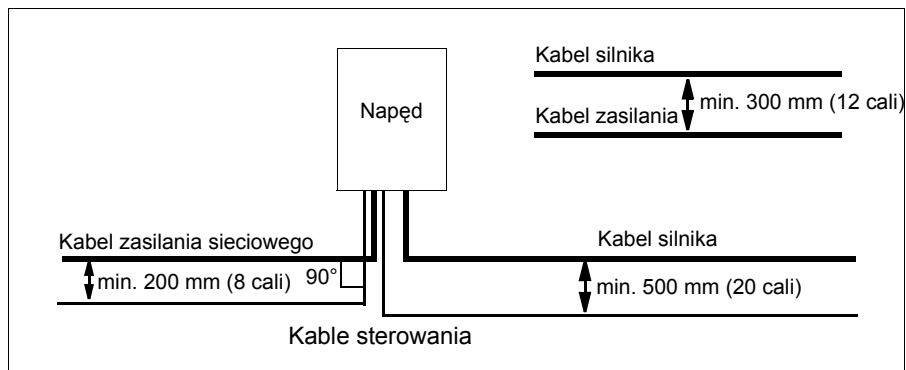 Kabel silnika
Napęd
min. 300 mm (12 cali)
Kabel zasilania
Kabel zasilania sieciowego
Kabel silnika
min. 200 mm (8 cali)
90°
min. 500 mm (20 cali)
Kable sterowania